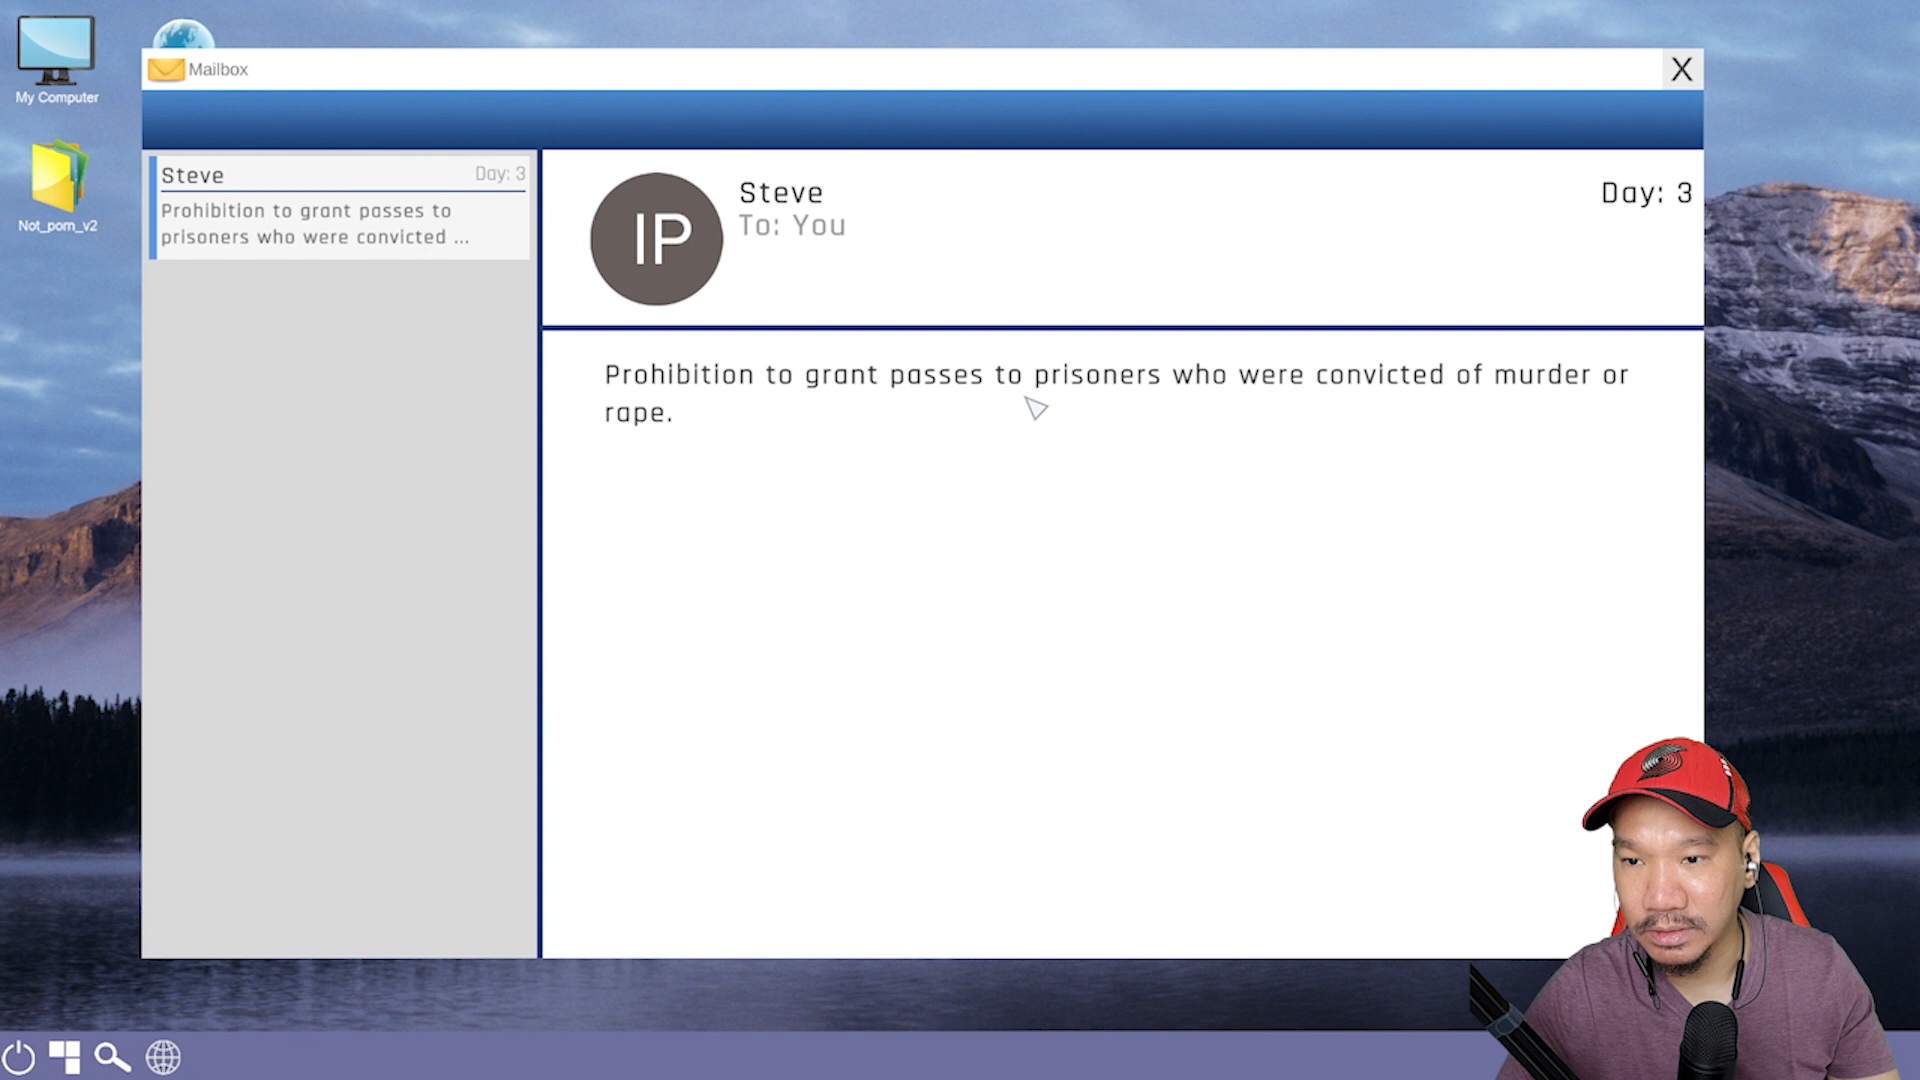 My Computer
Not_porn_v2
Mailbox
X
Steve
Day: 3
Prohibition to grant passes to
prisoners who were convicted ...
IP
Steve
To: You
Day: 3
Prohibition to grant passes to prisoners who were convicted of murder or
rape.